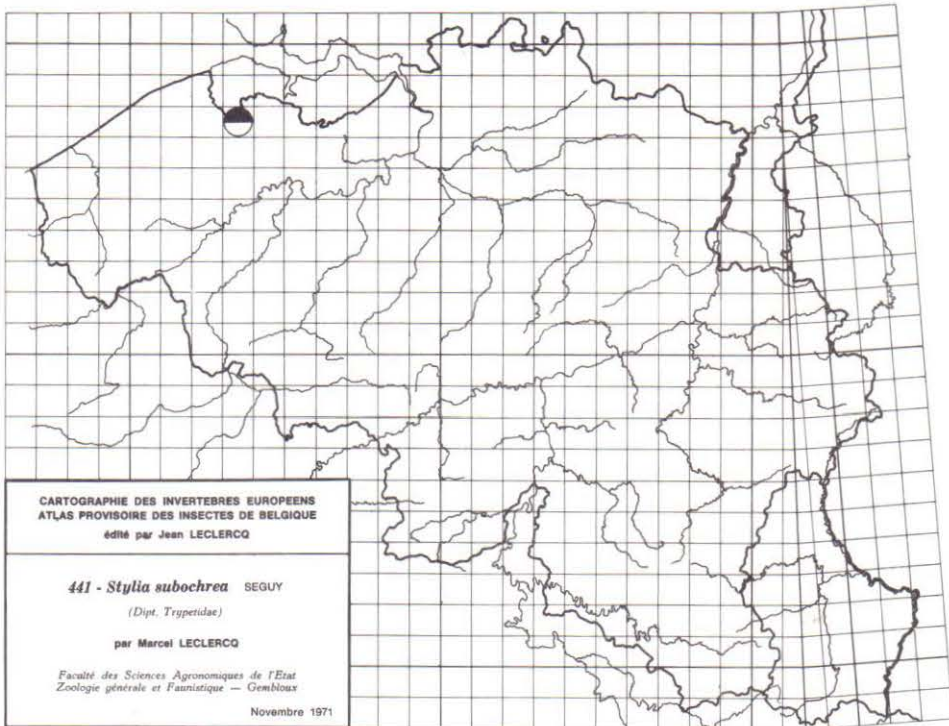 CARTOGRAPHIE DES INVERTEBRES EUROPEENS
ATLAS PROVISOIRE DES INSECTES DE BELGIQUE
édité par Jean LECLERCQ
441 - Stylia subochrea SEGUY
(Dipt. Trypetidae)
par Marcel LECLERCQ
Faculté des Sciences Agronomiques de l'Etat
Zoologie générale et Faunistique — Gembloux
Novembre 1971